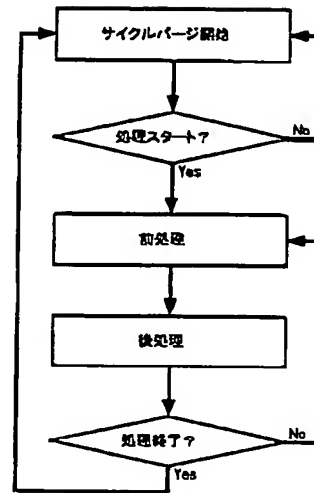 サイクルパージ開始
処理スタート?
No
Yes
前処理
後処理
処理終了?
No
Yes